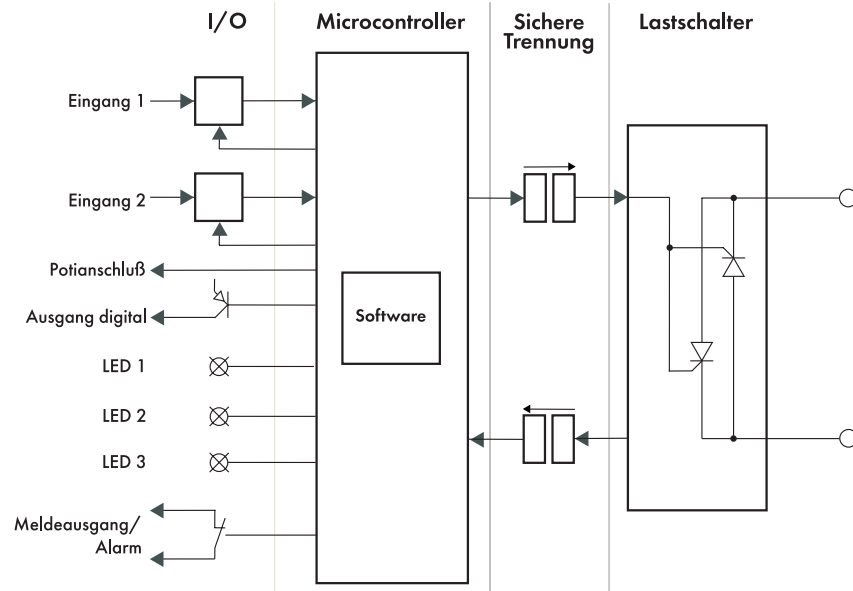 I/O
Microcontroller
Sichere
Trennung
Lastschalter
Eingang 1
Eingang 2
Potianschluß
Ausgang digital
Software
LED 1
LED 2
LED 3
Meldeausgang/
Alarm